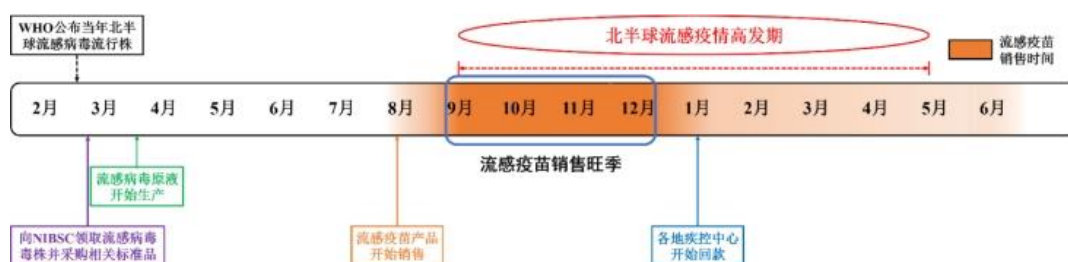 WHO公布当年北半
球流感病毒流行株
北半球流感疫情高发期
流感疫苗
销售时间
2月 3月 4月 5月 6月 7月 8月 9月 10月 11月 12月 1月 2月 3月 4月 5月 6月
流感疫苗销售旺季
流感病毒原液
开始生产
向NIBSC领取流感病毒
毒株并采购相关标准品
流感疫苗产品
开始销售
各地疾控中心
开始回款